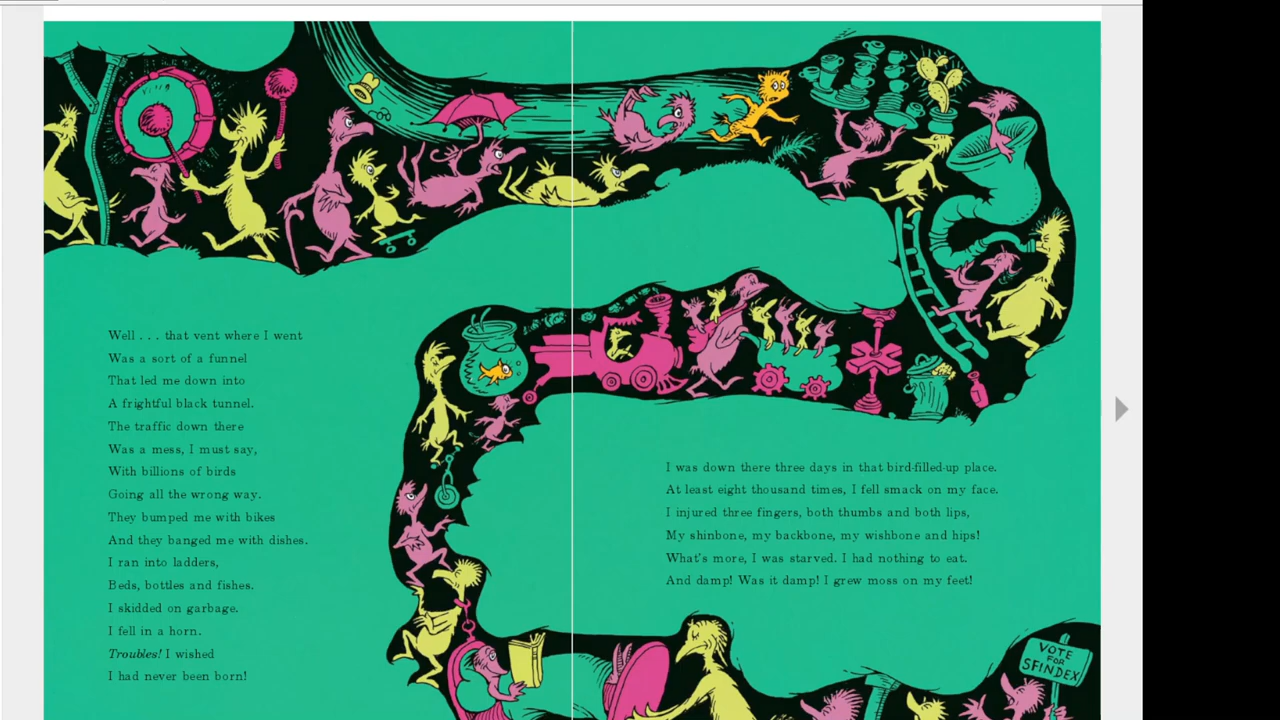 Well . . . that vent where I went
Was a sort of a funnel
That led me down into
A frightful black tunnel.
The traffic down there
Was a mess, I must say,
With billions of birds
Going all the wrong way.
They bumped me with bikes
And they banged me with dishes.
I ran into ladders,
Beds, bottles and fishes.
I skidded on garbage.
I fell in a horn.
Troubles! I wished
I had never been born!
I was down there three days in that bird-filled-up place.
At least eight thousand times, I fell smack on my face.
I injured three fingers, both thumbs and both lips,
My shinbone, my backbone, my wishbone and hips!
What's more, I was starved. I had nothing to eat.
And damp! Was it damp! I grew moss on my feet!
VOTE
FOR
SFINDEX